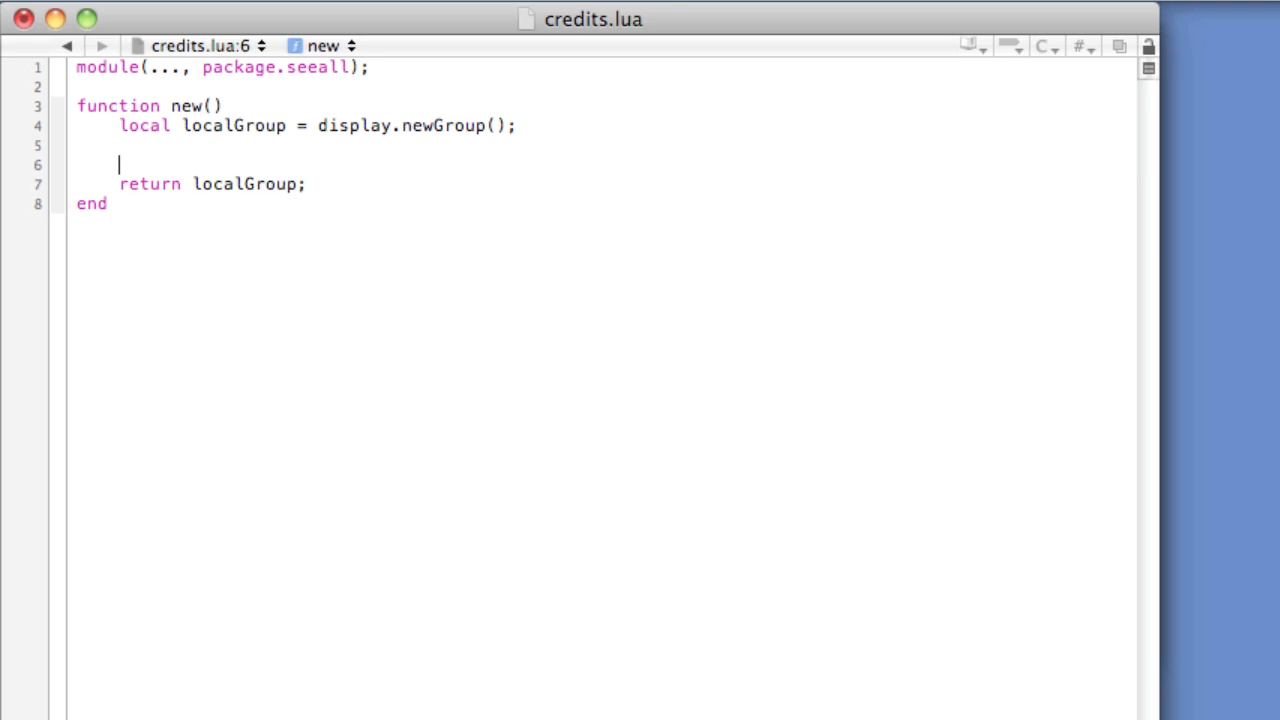 credits.lua
credits.lua:6 new C #
1 module(..., package.seeall);
2
3 function new()
4 local localGroup = display.newGroup();
5
6
7 return localGroup;
8 end